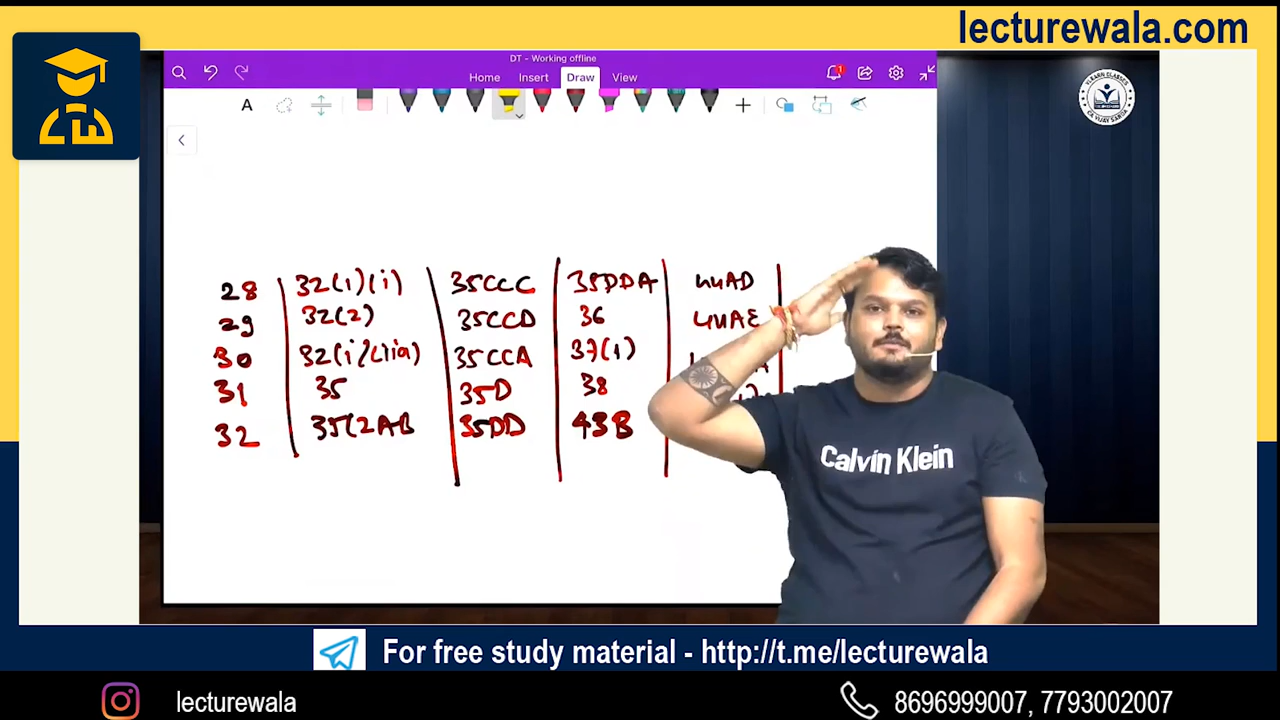 lecturewala.com
DT - Working offline
Home Insert Draw View
A
28 32(1)(i) 35CCC 35DDA 44AD
29 32(2) 35CCD 36 44AE
30 32(i)(iia) 35CCA 37(1)
31 35 35D 38
32 35(2AB 35DD 43B
Calvin Klein
For free study material - http://t.me/lecturewala
lecturewala 8696999007, 7793002007